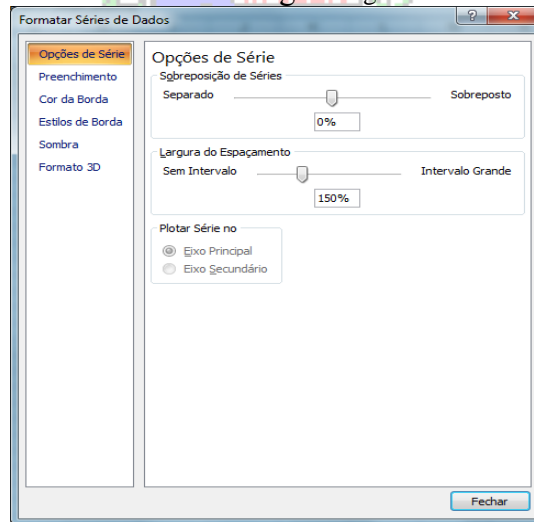 Formatar Séries de Dados
Opções de Série
Preenchimento
Cor da Borda
Estilos de Borda
Sombra
Formato 3D
Opções de Série
Sobreposição de Séries
Separado Sobreposto
0%
Largura do Espaçamento
Sem Intervalo Intervalo Grande
150%
Plotar Série no
Eixo Principal
Eixo Secundário
Fechar